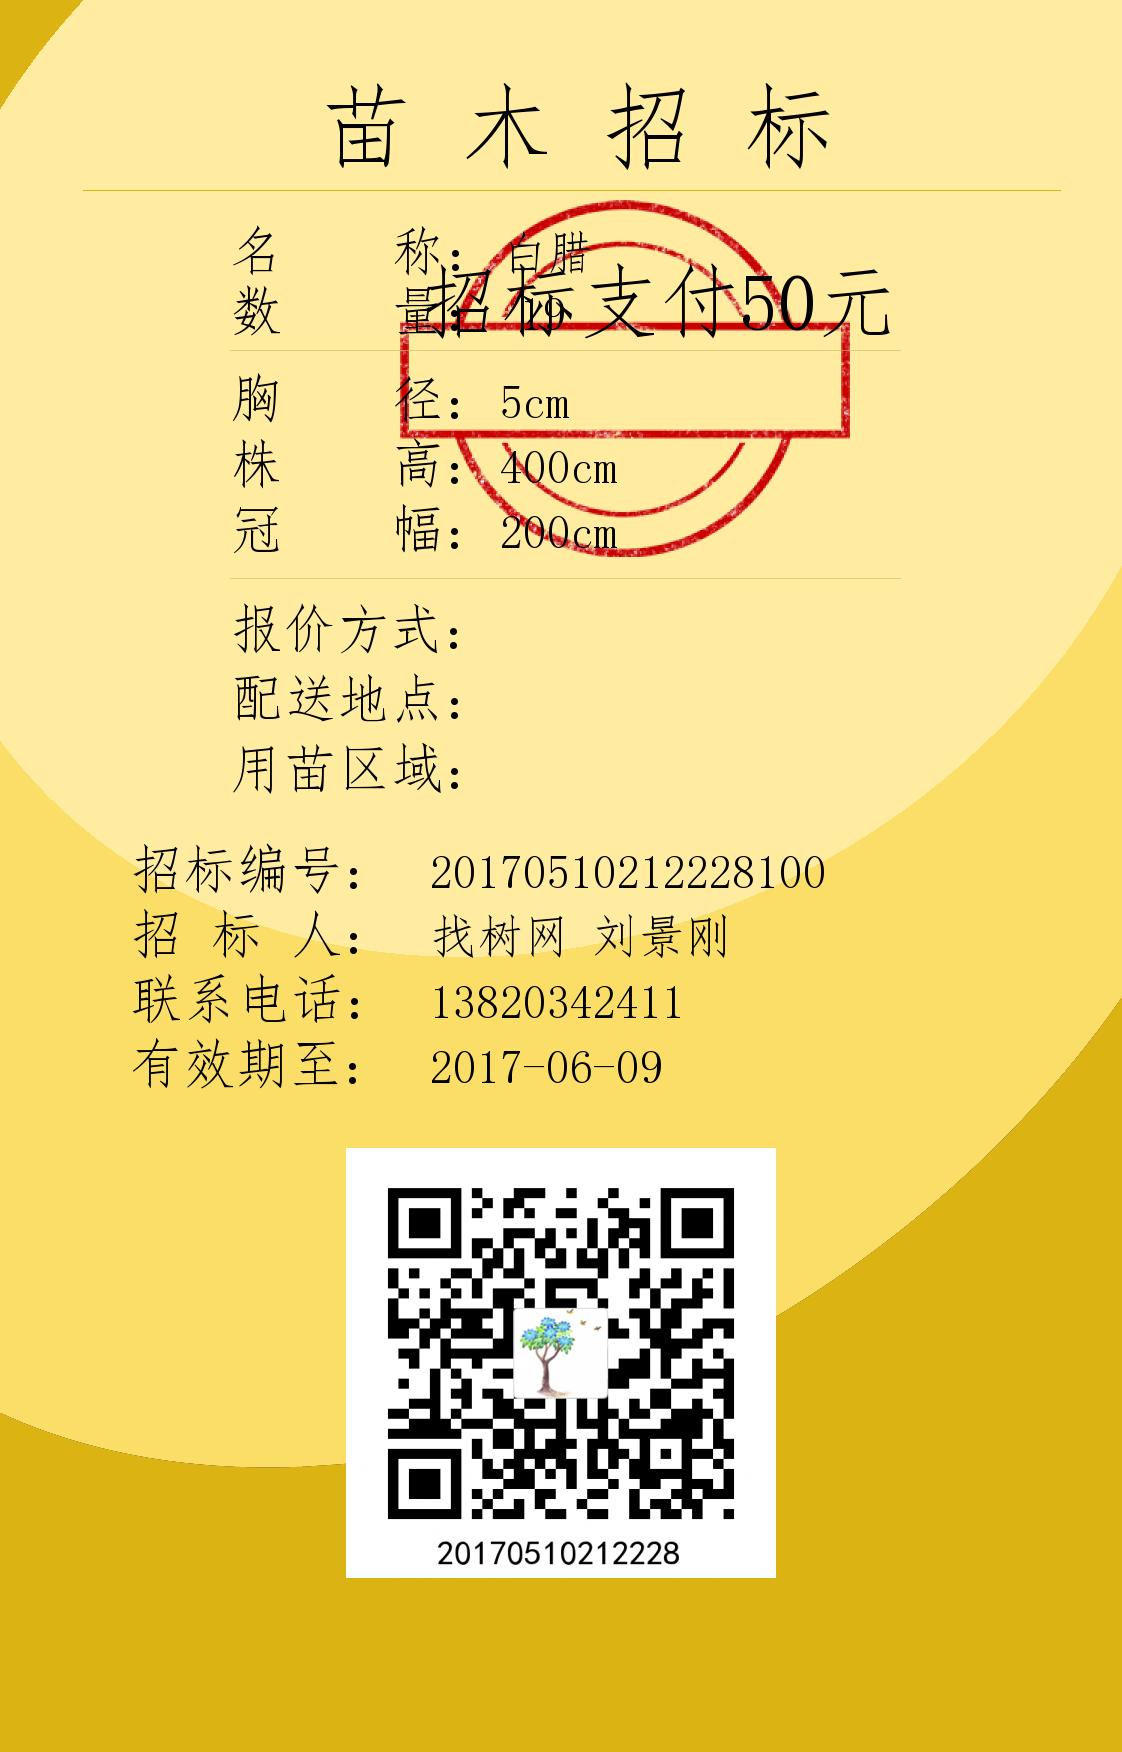 苗木招标
名称：白腊
招标支付50元
数量：19
胸径：5cm
株高：400cm
冠幅：200cm
报价方式：
配送地点：
用苗区域：
招标编号：20170510212228100
招标人：找树网 刘景刚
联系电话：13820342411
有效期至：2017-06-09
20170510212228